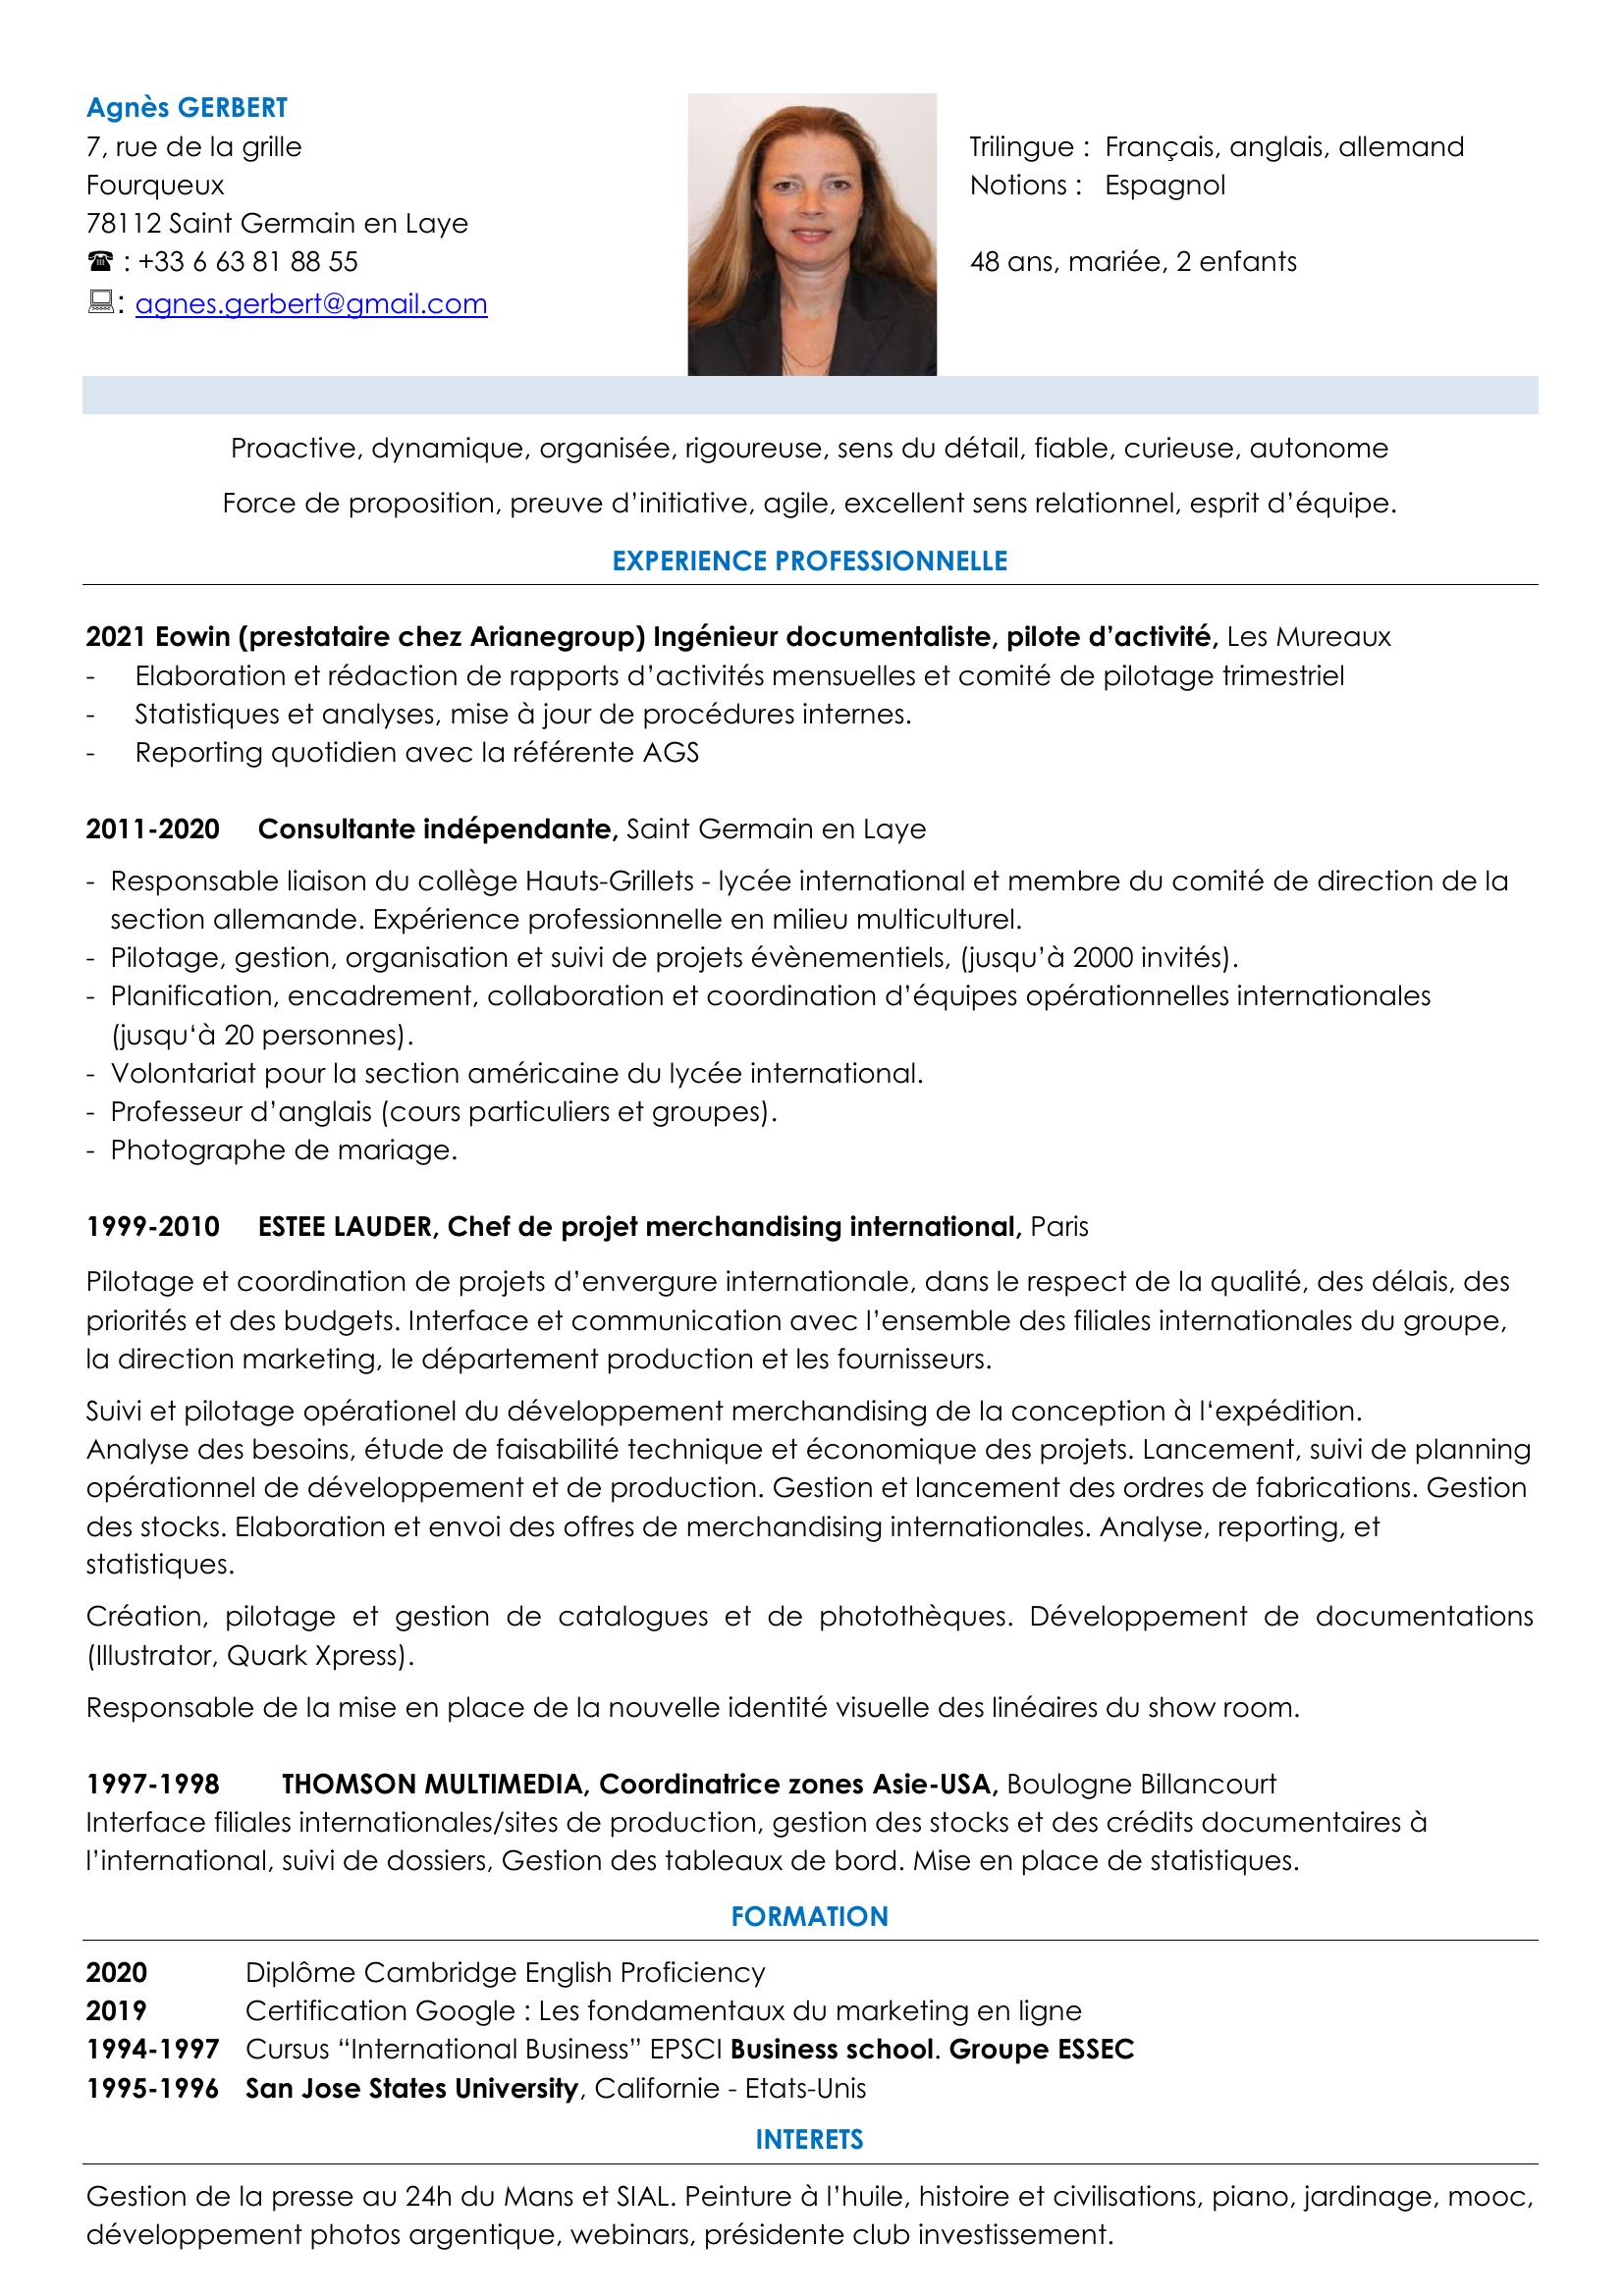 Agnès GERBERT
7, rue de la grille
Fourqueux
78112 Saint Germain en Laye
☎ : +33 6 63 81 88 55
💻: agnes.gerbert@gmail.com
Trilingue : Français, anglais, allemand
Notions : Espagnol
48 ans, mariée, 2 enfants
Proactive, dynamique, organisée, rigoureuse, sens du détail, fiable, curieuse, autonome
Force de proposition, preuve d’initiative, agile, excellent sens relationnel, esprit d’équipe.
EXPERIENCE PROFESSIONNELLE
2021 Eowin (prestataire chez Arianegroup) Ingénieur documentaliste, pilote d’activité, Les Mureaux
- Elaboration et rédaction de rapports d’activités mensuelles et comité de pilotage trimestriel
- Statistiques et analyses, mise à jour de procédures internes.
- Reporting quotidien avec la référente AGS
2011-2020 Consultante indépendante, Saint Germain en Laye
- Responsable liaison du collège Hauts-Grillets - lycée international et membre du comité de direction de la
section allemande. Expérience professionnelle en milieu multiculturel.
- Pilotage, gestion, organisation et suivi de projets évènementiels, (jusqu’à 2000 invités).
- Planification, encadrement, collaboration et coordination d’équipes opérationnelles internationales
(jusqu‘à 20 personnes).
- Volontariat pour la section américaine du lycée international.
- Professeur d’anglais (cours particuliers et groupes).
- Photographe de mariage.
1999-2010 ESTEE LAUDER, Chef de projet merchandising international, Paris
Pilotage et coordination de projets d’envergure internationale, dans le respect de la qualité, des délais, des
priorités et des budgets. Interface et communication avec l’ensemble des filiales internationales du groupe,
la direction marketing, le département production et les fournisseurs.
Suivi et pilotage opérationel du développement merchandising de la conception à l‘expédition.
Analyse des besoins, étude de faisabilité technique et économique des projets. Lancement, suivi de planning
opérationnel de développement et de production. Gestion et lancement des ordres de fabrications. Gestion
des stocks. Elaboration et envoi des offres de merchandising internationales. Analyse, reporting, et
statistiques.
Création, pilotage et gestion de catalogues et de photothèques. Développement de documentations
(Illustrator, Quark Xpress).
Responsable de la mise en place de la nouvelle identité visuelle des linéaires du show room.
1997-1998 THOMSON MULTIMEDIA, Coordinatrice zones Asie-USA, Boulogne Billancourt
Interface filiales internationales/sites de production, gestion des stocks et des crédits documentaires à
l’international, suivi de dossiers, Gestion des tableaux de bord. Mise en place de statistiques.
FORMATION
2020 Diplôme Cambridge English Proficiency
2019 Certification Google : Les fondamentaux du marketing en ligne
1994-1997 Cursus “International Business” EPSCI Business school. Groupe ESSEC
1995-1996 San Jose States University, Californie - Etats-Unis
INTERETS
Gestion de la presse au 24h du Mans et SIAL. Peinture à l’huile, histoire et civilisations, piano, jardinage, mooc,
développement photos argentique, webinars, présidente club investissement.